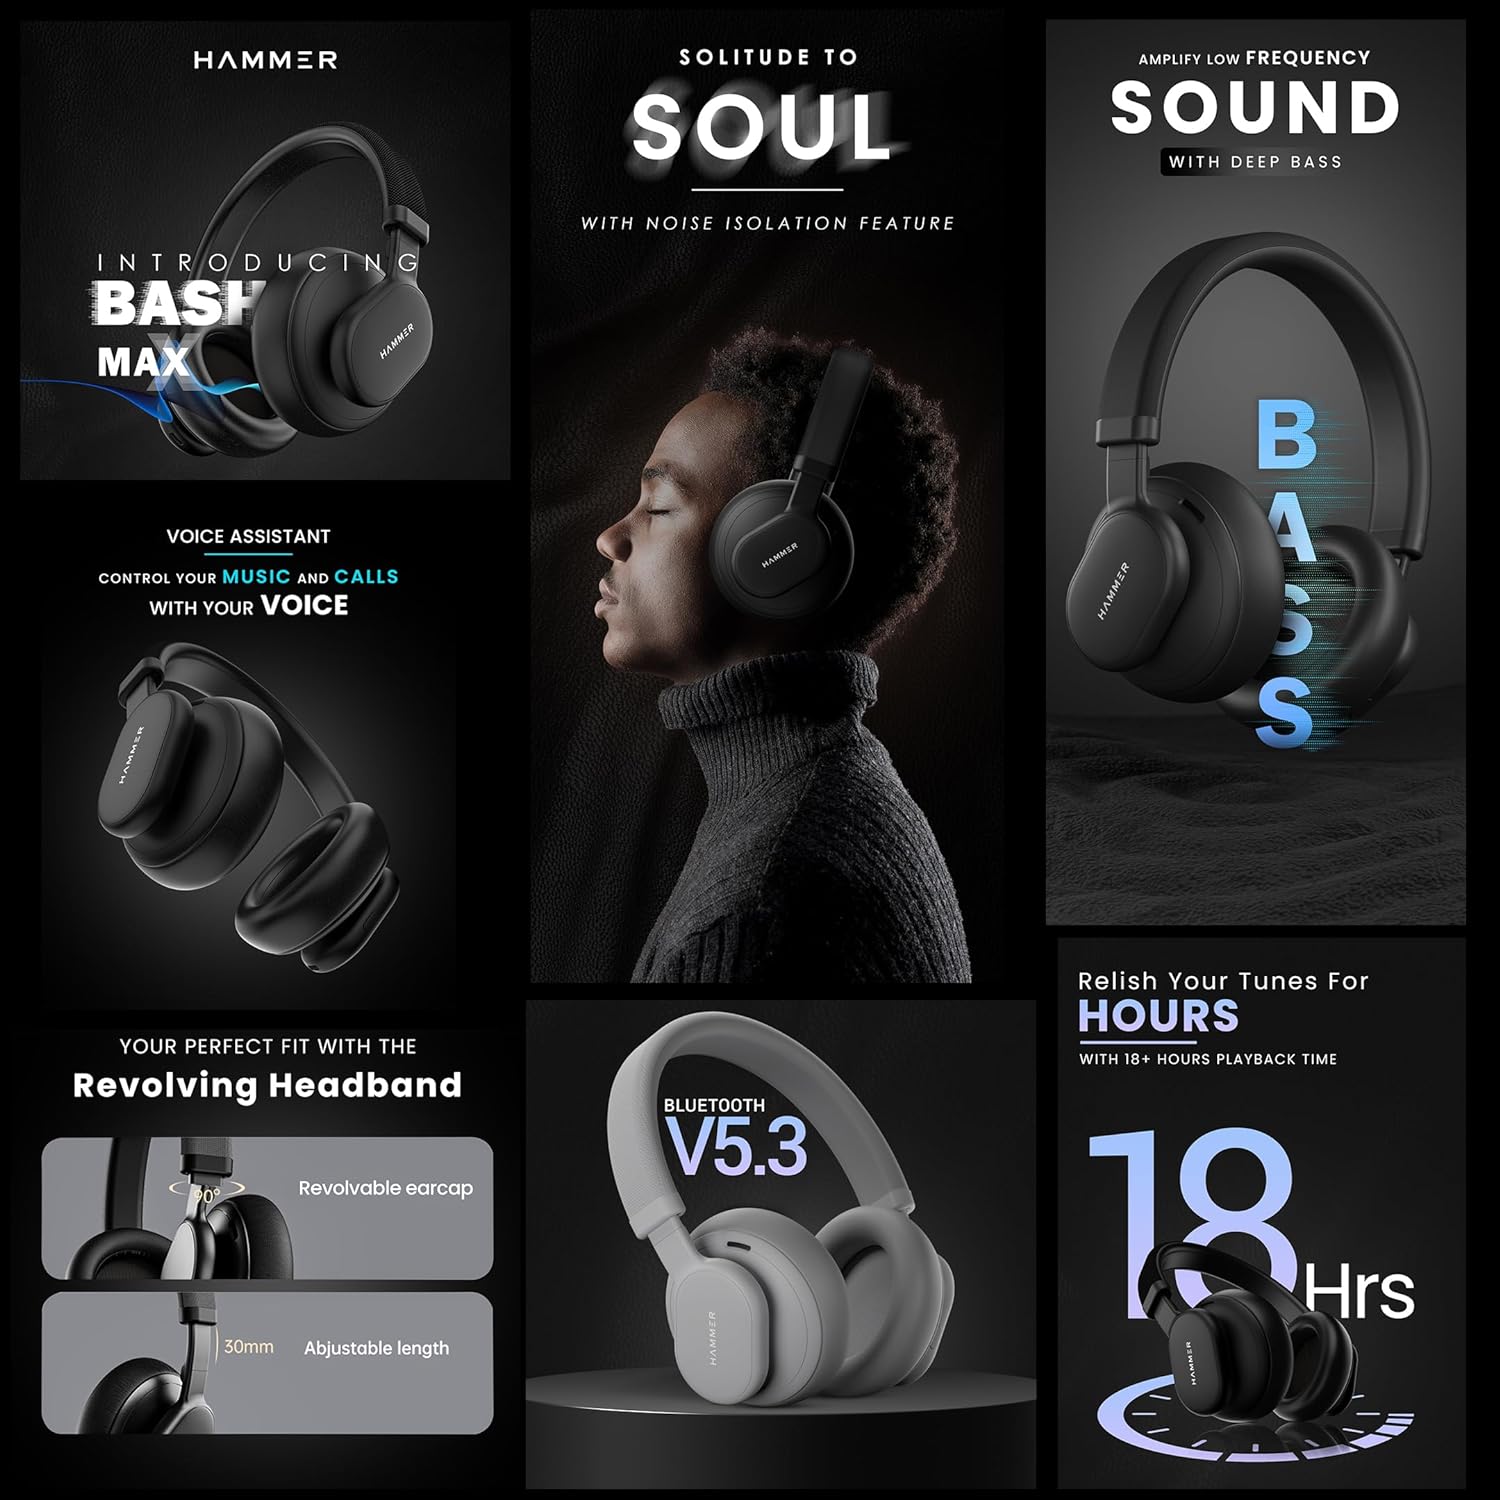 HAMMER
INTRODUCING
BASH
MAX
X
HAMMER
SOLITUDE TO
SOUL
WITH NOISE ISOLATION FEATURE
HAMMER
AMPLIFY LOW FREQUENCY
SOUND
WITH DEEP BASS
BASS
HAMMER
VOICE ASSISTANT
CONTROL YOUR MUSIC AND CALLS
WITH YOUR VOICE
HAMMER
YOUR PERFECT FIT WITH THE
Revolving Headband
90°
Revolvable earcap
30mm
Adjustable length
BLUETOOTH
V5.3
HAMMER
Relish Your Tunes For
HOURS
WITH 18+ HOURS PLAYBACK TIME
18
Hrs
HAMMER